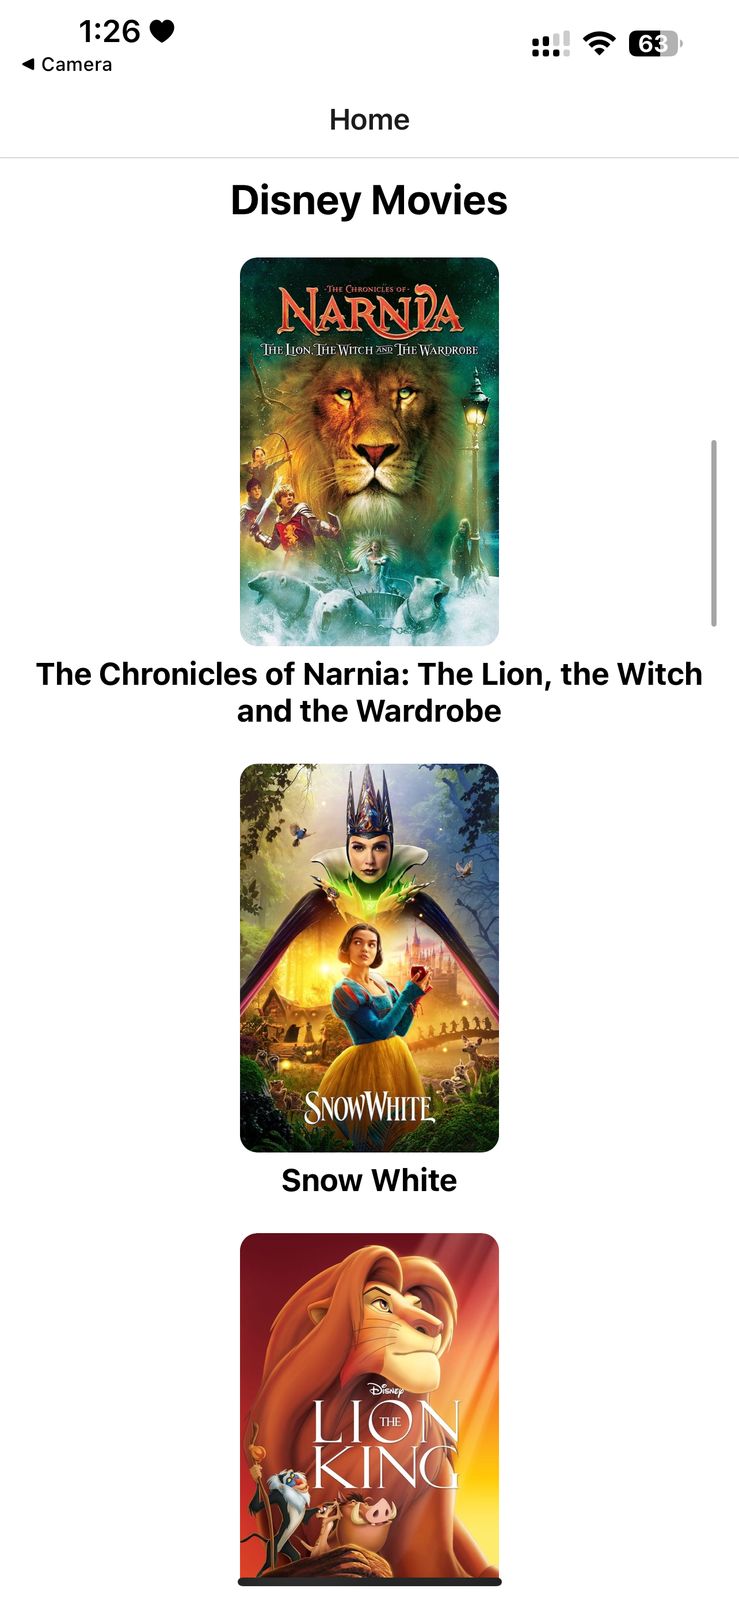 1:26
63
◀ Camera
Home
Disney Movies
·THE CHRONICLES OF·
NARNIA
THE LION, THE WITCH AND THE WARDROBE
The Chronicles of Narnia: The Lion, the Witch
and the Wardrobe
SNOW WHITE
Snow White
Disney
THE
LION
KING